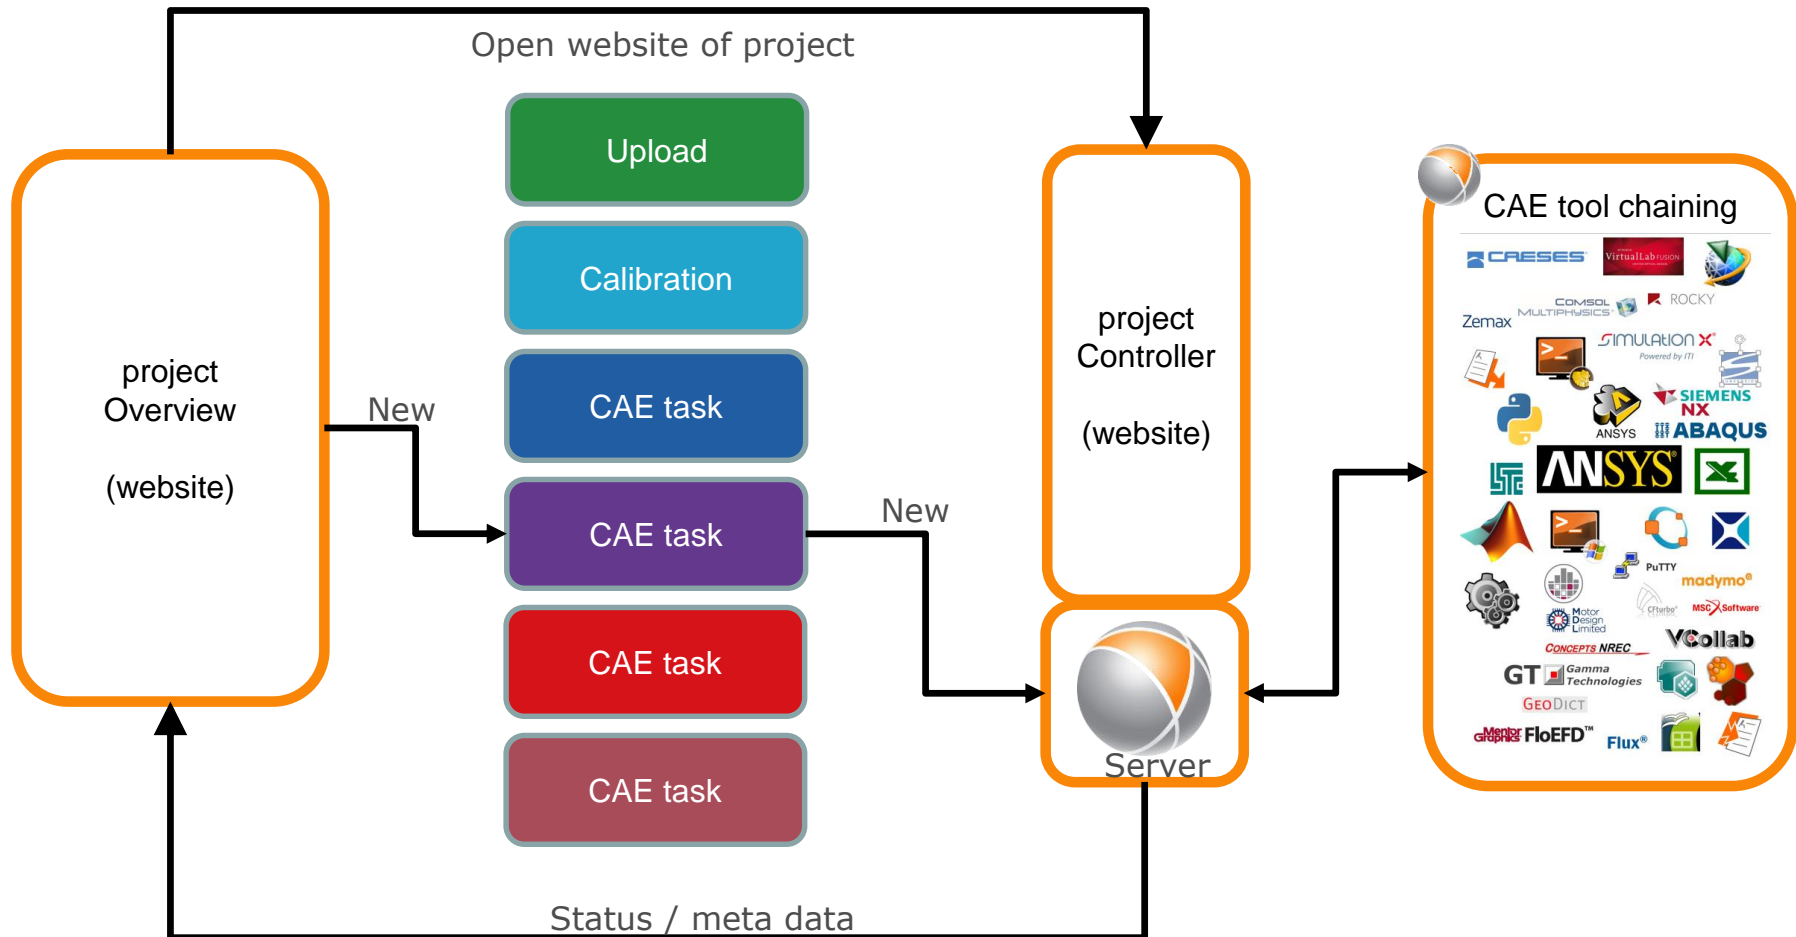 Open website of project
Upload
Calibration
CAE task
CAE task
CAE task
CAE task
project
Overview
(website)
New
New
project
Controller
(website)
Server
Status / meta data
CAE tool chaining
CAESES
VirtualLab FUSION
COMSOL
MULTIPHYSICS
ROCKY
Zemax
SIMULATION X
Powered by ITI
SIEMENS
NX
ANSYS
ABAQUS
ANSYS
PuTTY
madymo
CFturbo
MSC Software
Motor
Design
Limited
VCollab
CONCEPTS NREC
GT
Gamma
Technologies
GEODICT
Mentor
Graphics
FloEFD™
Flux®